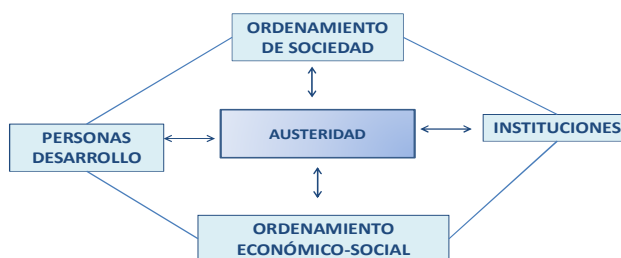 ORDENAMIENTO
DE SOCIEDAD
PERSONAS
DESARROLLO
AUSTERIDAD
INSTITUCIONES
ORDENAMIENTO
ECONÓMICO-SOCIAL